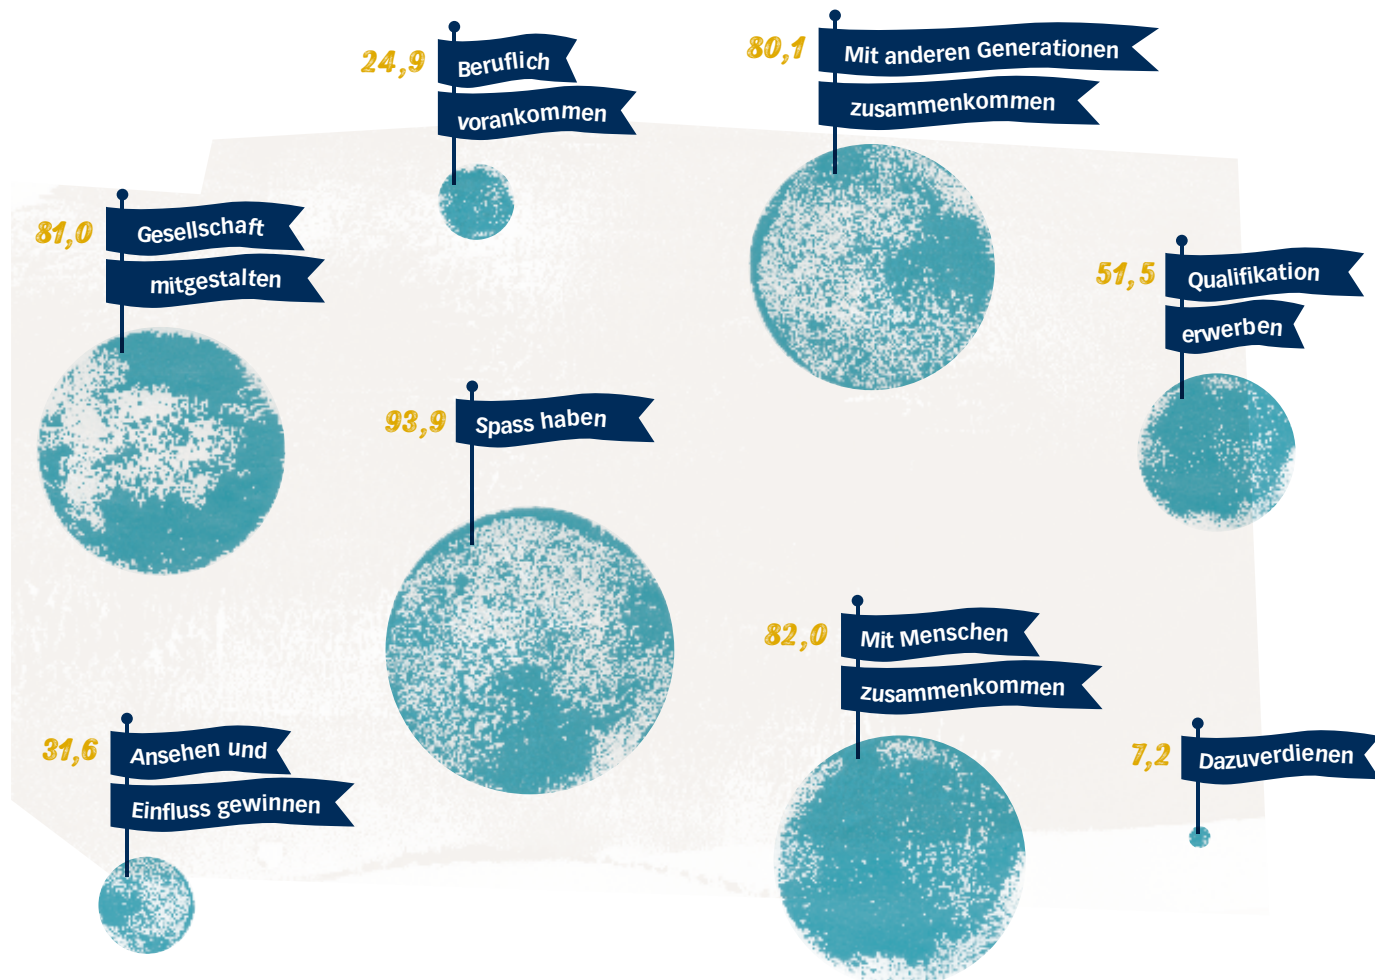 24,9
Beruflich
vorankommen
80,1
Mit anderen Generationen
zusammenkommen
81,0
Gesellschaft
mitgestalten
51,5
Qualifikation
erwerben
93,9
Spass haben
82,0
Mit Menschen
zusammenkommen
31,6
Ansehen und
Einfluss gewinnen
7,2
Dazuverdienen